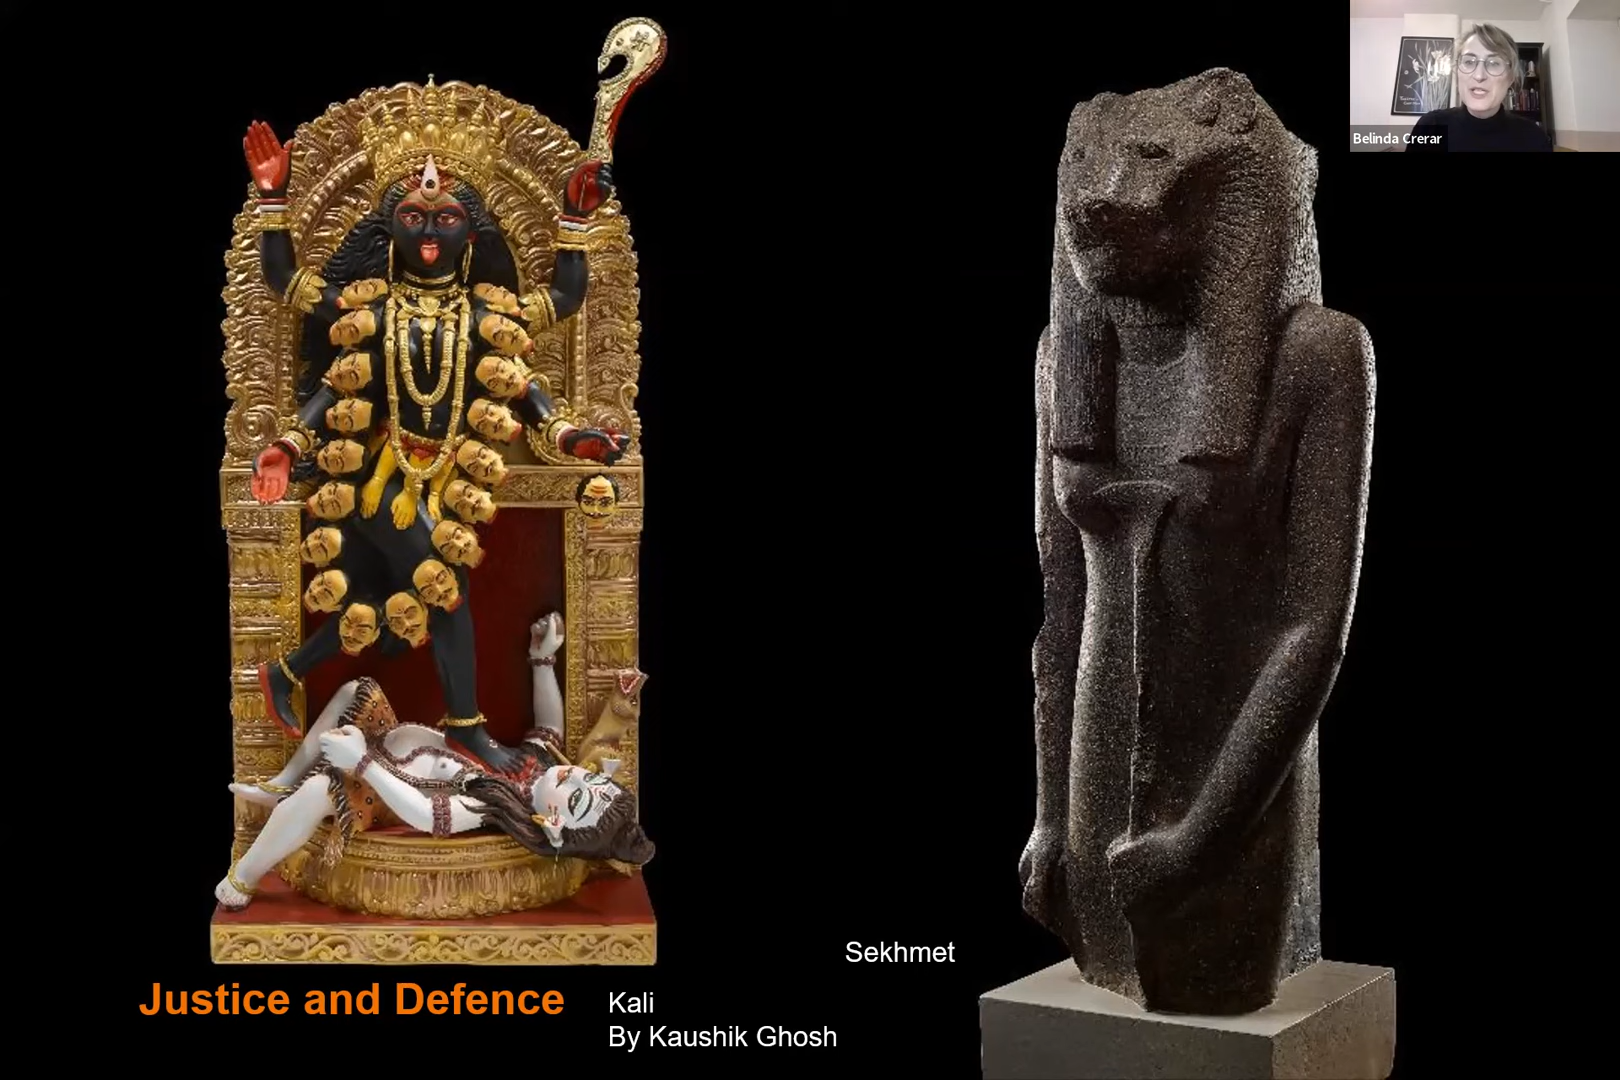 Belinda Crerar
Sekhmet
Justice and Defence
Kali
By Kaushik Ghosh